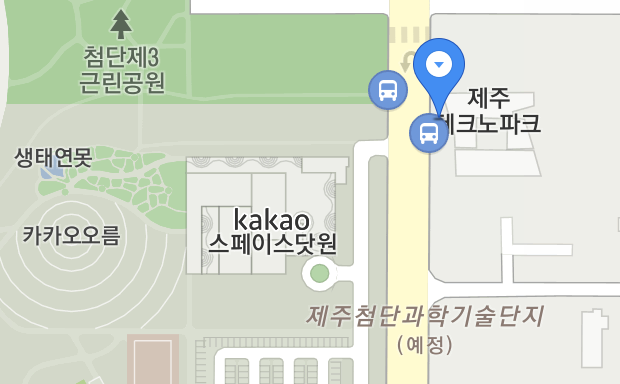 첨단제3
근린공원
제주
테크노파크
생태연못
카카오오름
kakao
스페이스닷원
제주첨단과학기술단지
(예정)